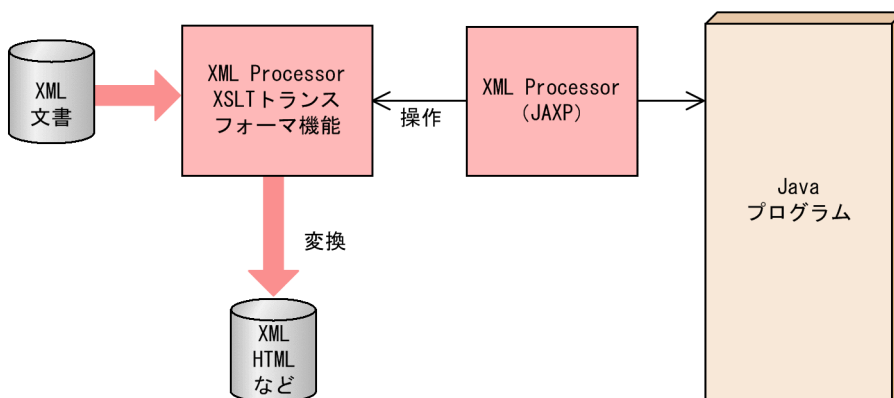 XML
文書
XML Processor
XSLTトランス
フォーマ機能
操作
XML Processor
（JAXP）
Java
プログラム
変換
XML
HTML
など